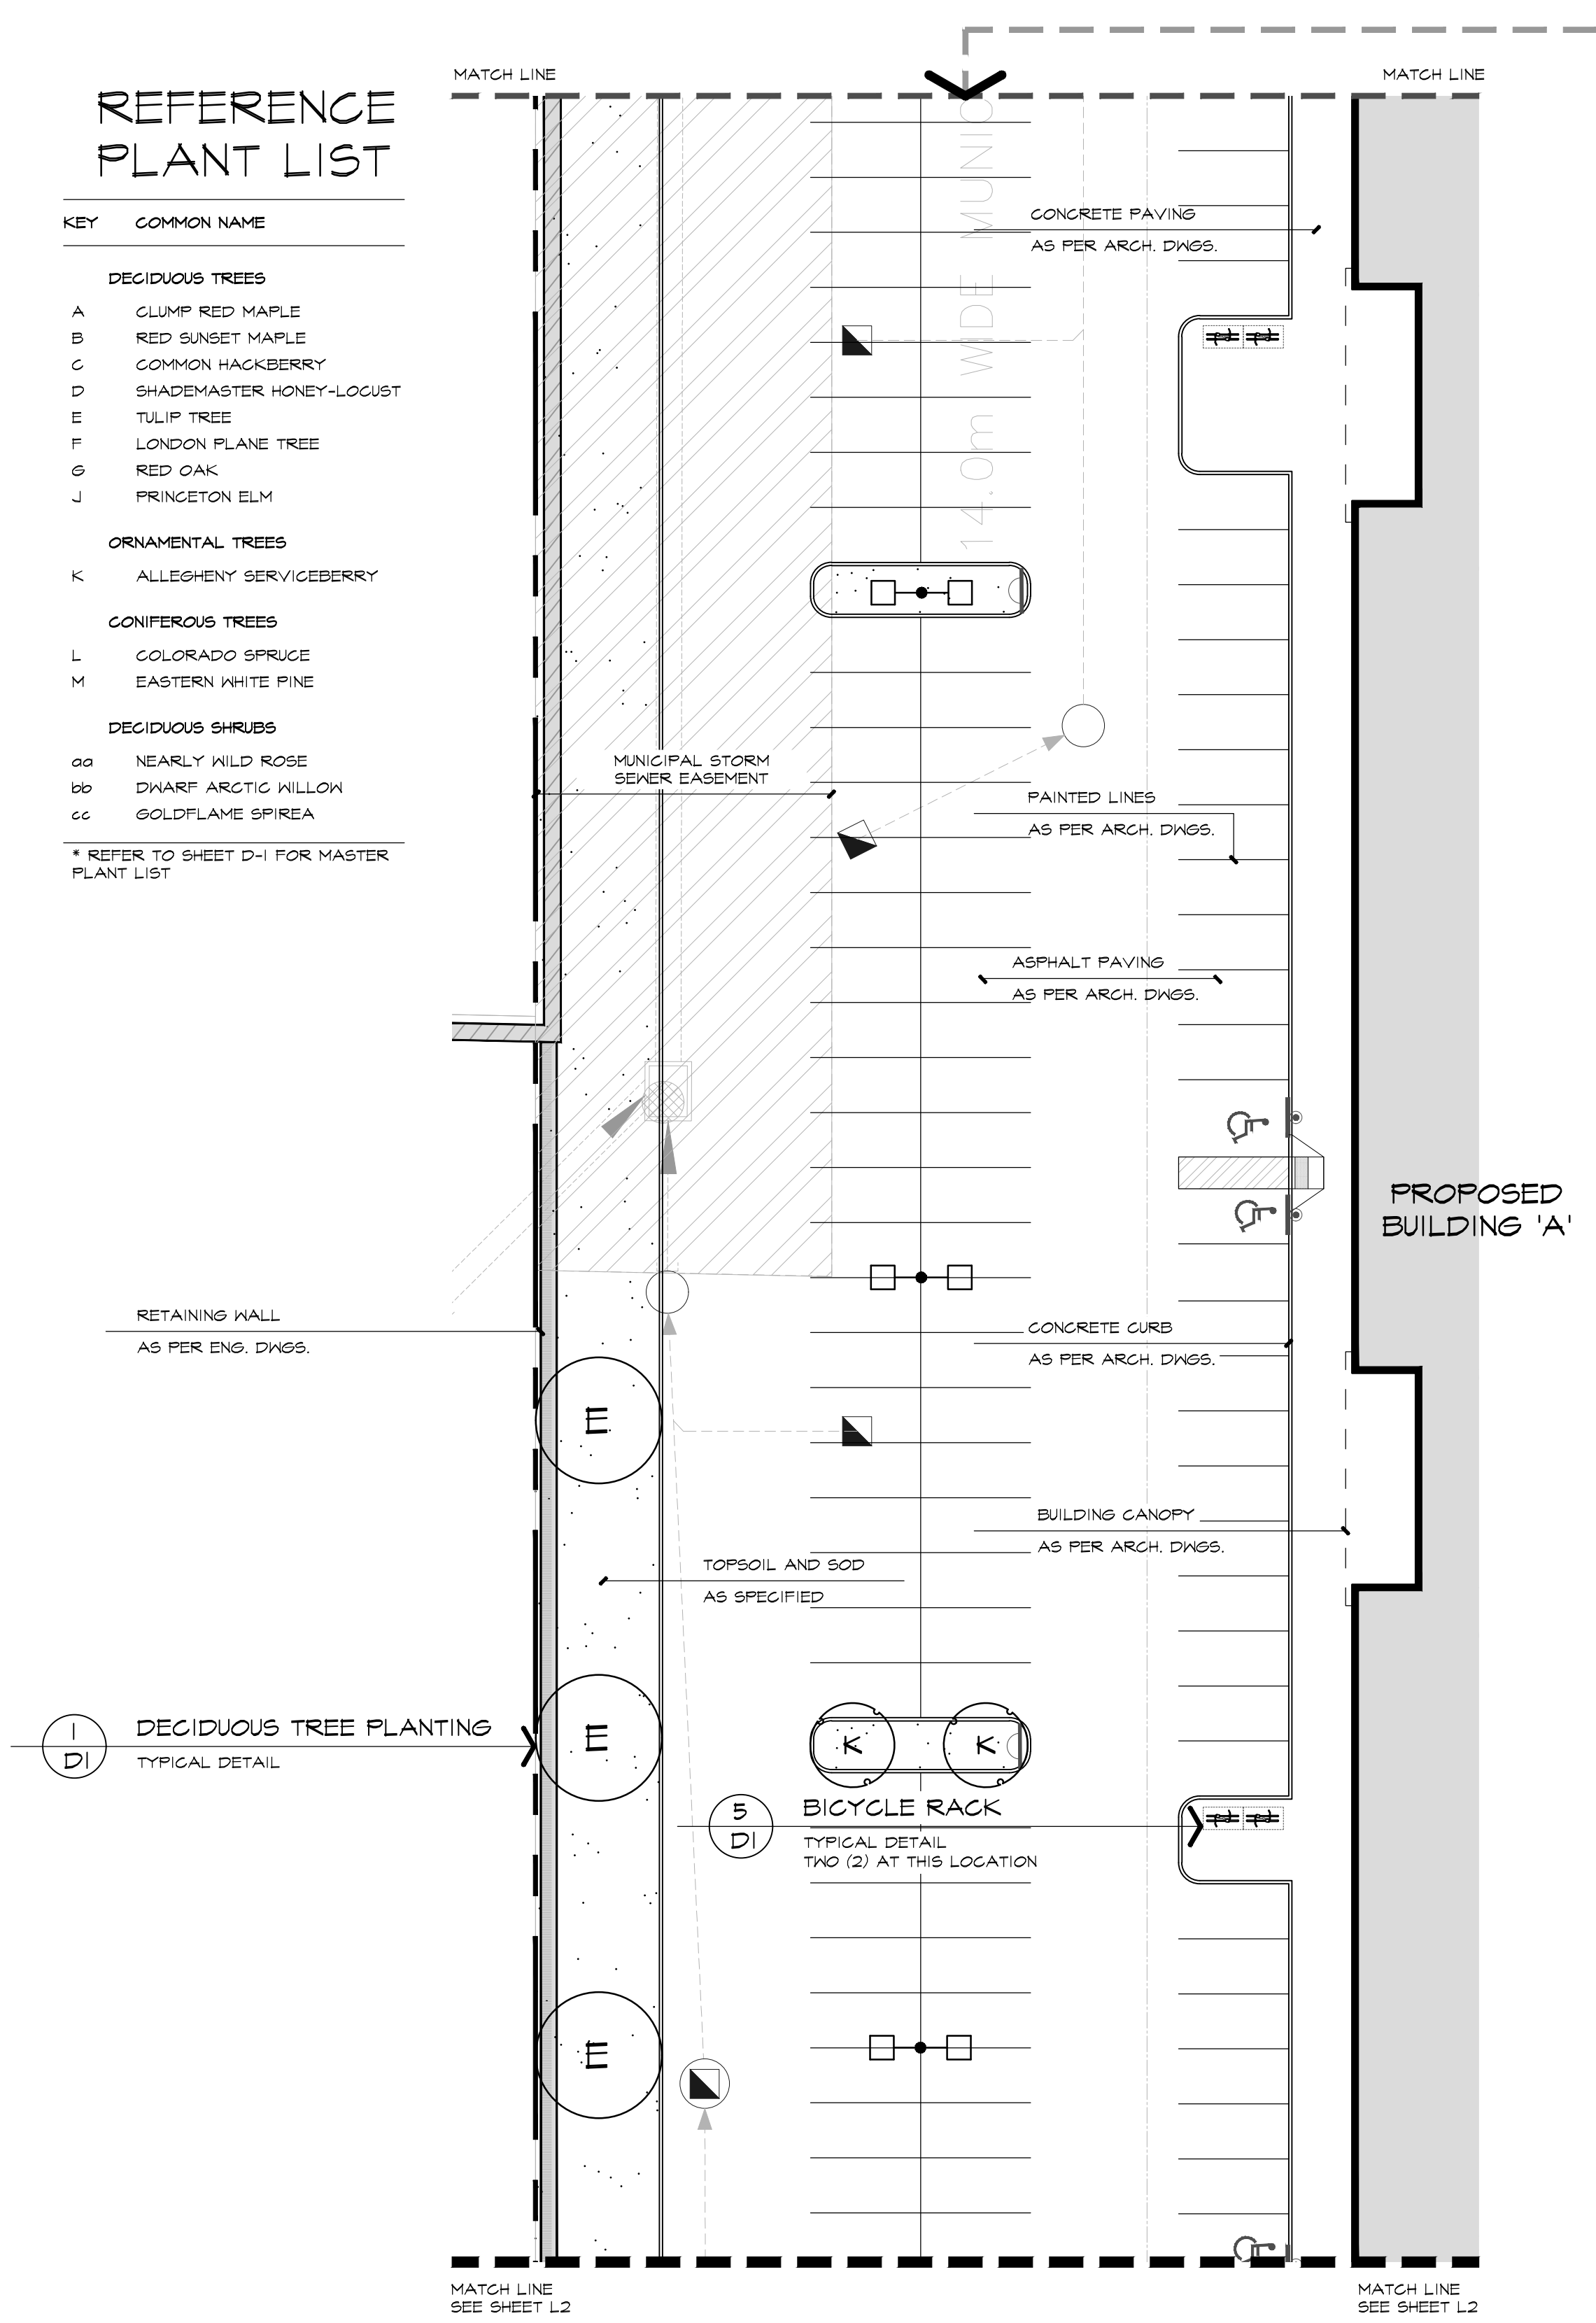 MATCH LINE
MATCH LINE
REFERENCE
PLANT LIST
KEY COMMON NAME
DECIDUOUS TREES
A CLUMP RED MAPLE
B RED SUNSET MAPLE
C COMMON HACKBERRY
D SHADEMASTER HONEY-LOCUST
E TULIP TREE
F LONDON PLANE TREE
G RED OAK
J PRINCETON ELM
ORNAMENTAL TREES
K ALLEGHENY SERVICEBERRY
CONIFEROUS TREES
L COLORADO SPRUCE
M EASTERN WHITE PINE
DECIDUOUS SHRUBS
aa NEARLY WILD ROSE
bb DWARF ARCTIC WILLOW
cc GOLDFLAME SPIREA
* REFER TO SHEET D-1 FOR MASTER
PLANT LIST
14.0m WIDE
CONCRETE PAVING
AS PER ARCH. DWGS.
MUNICIPAL STORM
SEWER EASEMENT
PAINTED LINES
AS PER ARCH. DWGS.
ASPHALT PAVING
AS PER ARCH. DWGS.
PROPOSED
BUILDING 'A'
RETAINING WALL
AS PER ENG. DWGS.
CONCRETE CURB
AS PER ARCH. DWGS.
E
BUILDING CANOPY
AS PER ARCH. DWGS.
TOPSOIL AND SOD
AS SPECIFIED
1
D1
DECIDUOUS TREE PLANTING
TYPICAL DETAIL
E
K
K
5
D1
BICYCLE RACK
TYPICAL DETAIL
TWO (2) AT THIS LOCATION
E
MATCH LINE
SEE SHEET L2
MATCH LINE
SEE SHEET L2